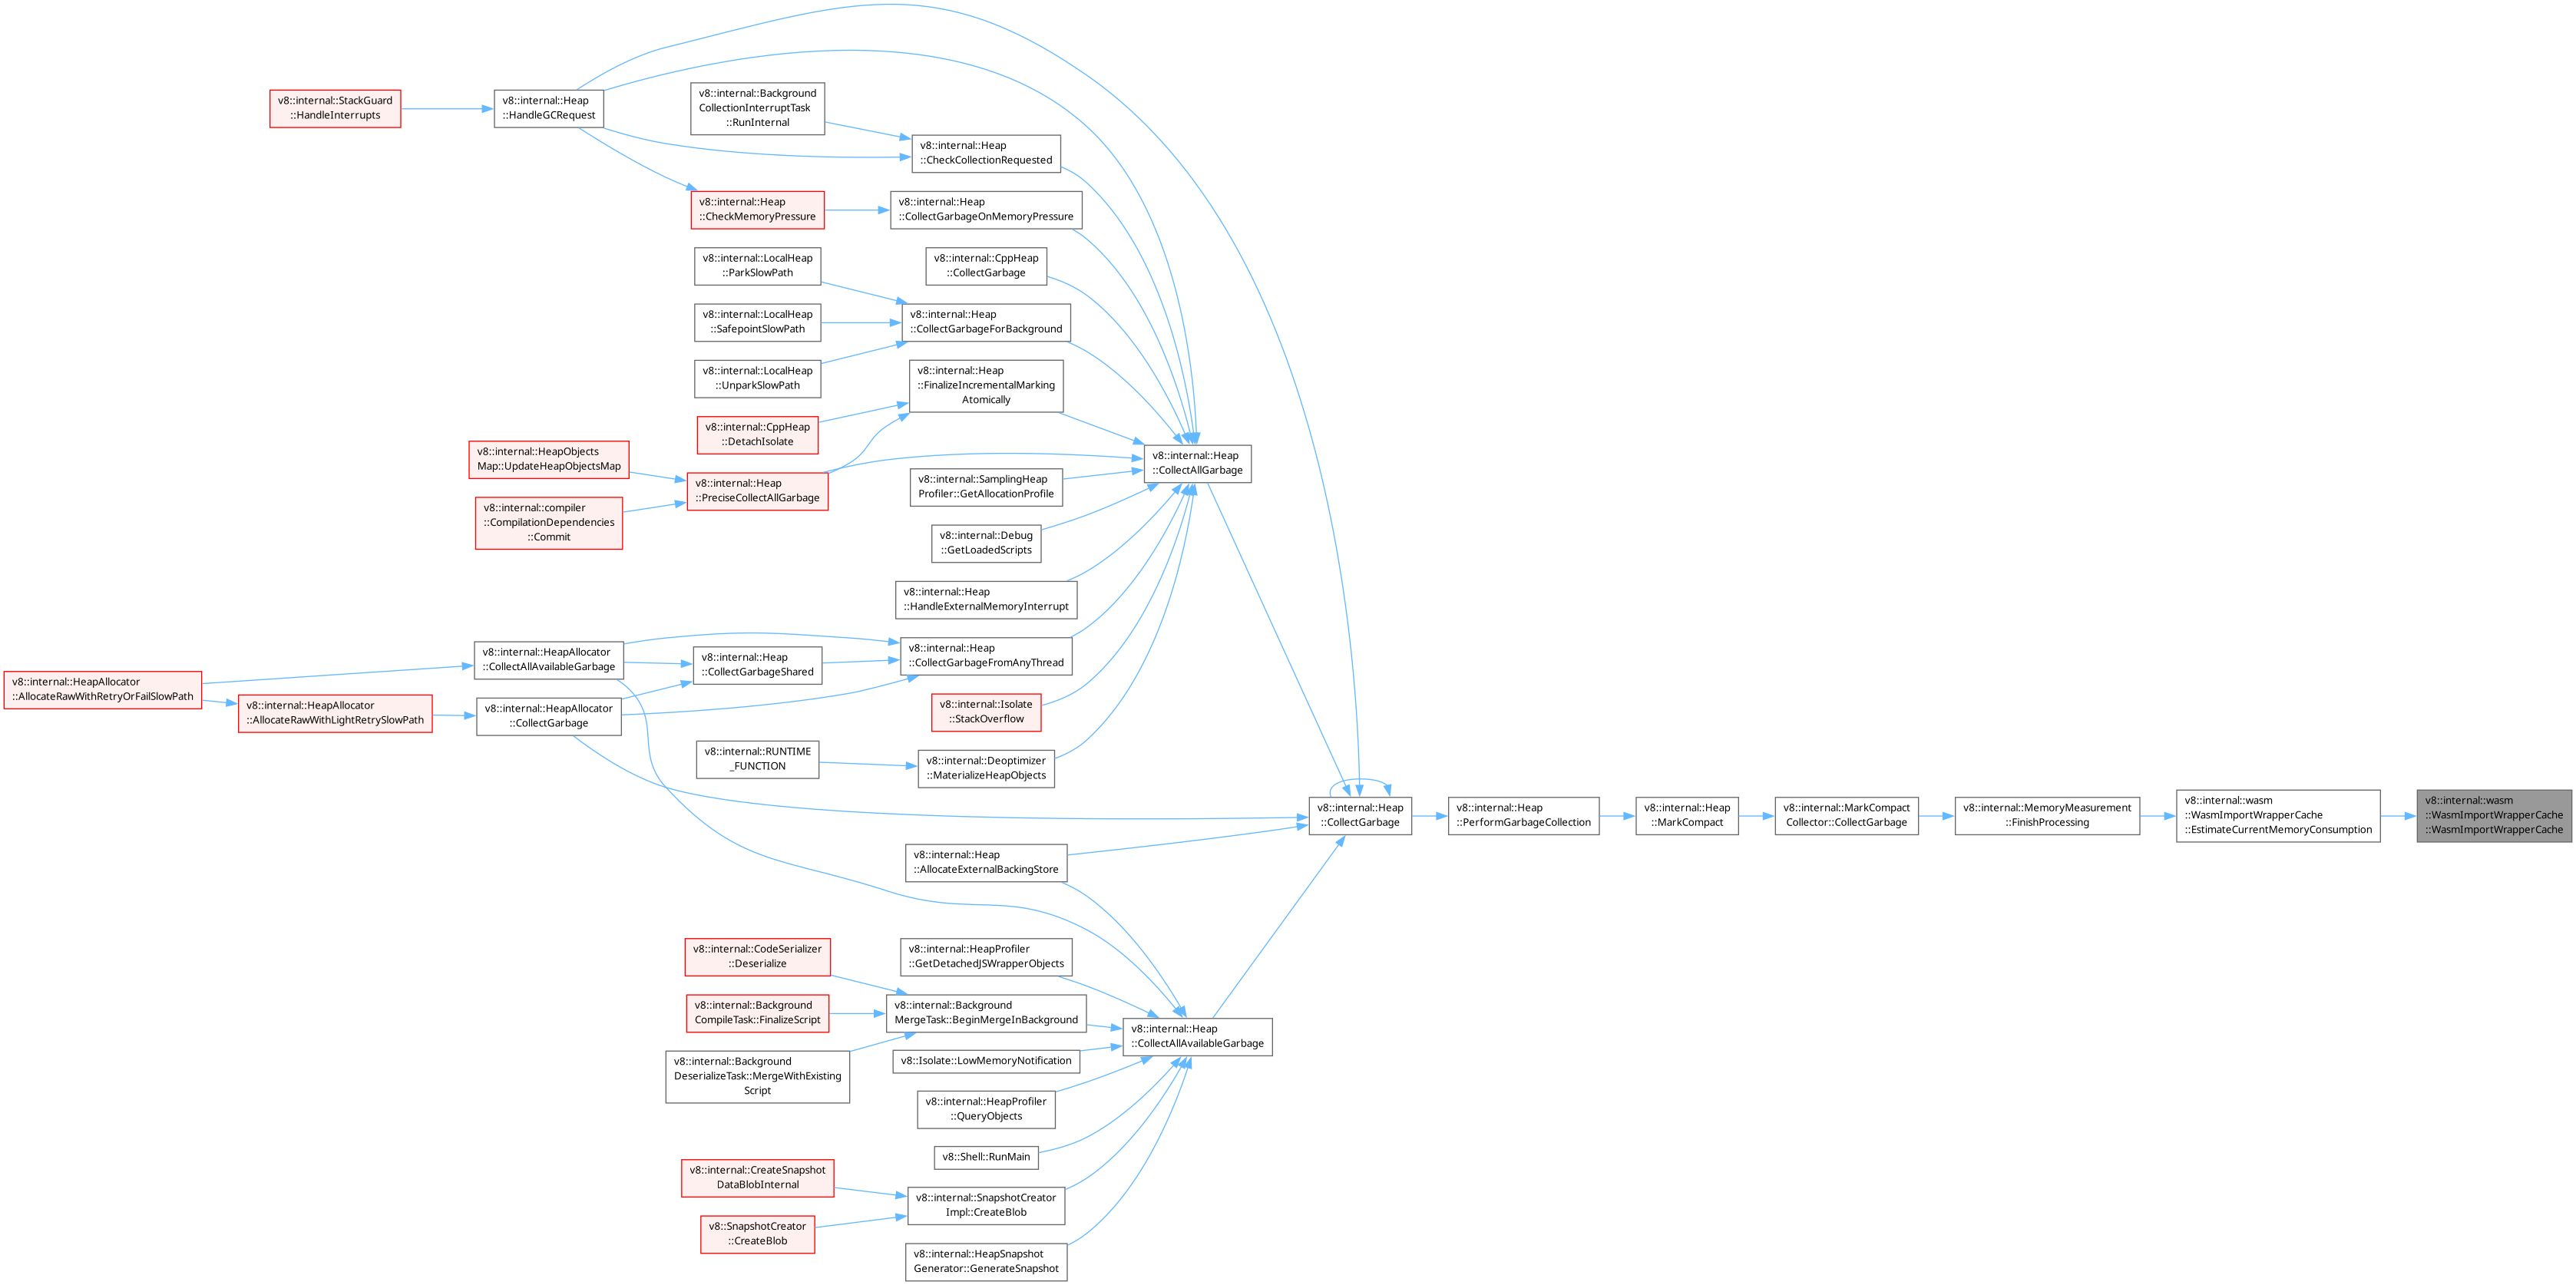 v8::internal::StackGuard
::HandleInterrupts
v8::internal::Heap
::HandleGCRequest
v8::internal::Background
CollectionInterruptTask
::RunInternal
v8::internal::Heap
::CheckCollectionRequested
v8::internal::Heap
::CheckMemoryPressure
v8::internal::Heap
::CollectGarbageOnMemoryPressure
v8::internal::LocalHeap
::ParkSlowPath
v8::internal::CppHeap
::CollectGarbage
v8::internal::LocalHeap
::SafepointSlowPath
v8::internal::Heap
::CollectGarbageForBackground
v8::internal::LocalHeap
::UnparkSlowPath
v8::internal::Heap
::FinalizeIncrementalMarking
Atomically
v8::internal::CppHeap
::DetachIsolate
v8::internal::HeapObjects
Map::UpdateHeapObjectsMap
v8::internal::Heap
::PreciseCollectAllGarbage
v8::internal::compiler
::CompilationDependencies
::Commit
v8::internal::Heap
::CollectAllGarbage
v8::internal::SamplingHeap
Profiler::GetAllocationProfile
v8::internal::Debug
::GetLoadedScripts
v8::internal::Heap
::HandleExternalMemoryInterrupt
v8::internal::HeapAllocator
::AllocateRawWithRetryOrFailSlowPath
v8::internal::HeapAllocator
::AllocateRawWithLightRetrySlowPath
v8::internal::HeapAllocator
::CollectAllAvailableGarbage
v8::internal::HeapAllocator
::CollectGarbage
v8::internal::Heap
::CollectGarbageShared
v8::internal::Heap
::CollectGarbageFromAnyThread
v8::internal::Isolate
::StackOverflow
v8::internal::RUNTIME
_FUNCTION
v8::internal::Deoptimizer
::MaterializeHeapObjects
v8::internal::Heap
::CollectGarbage
v8::internal::Heap
::PerformGarbageCollection
v8::internal::Heap
::MarkCompact
v8::internal::MarkCompact
Collector::CollectGarbage
v8::internal::MemoryMeasurement
::FinishProcessing
v8::internal::wasm
::WasmImportWrapperCache
::EstimateCurrentMemoryConsumption
v8::internal::wasm
::WasmImportWrapperCache
::WasmImportWrapperCache
v8::internal::Heap
::AllocateExternalBackingStore
v8::internal::HeapProfiler
::GetDetachedJSWrapperObjects
v8::internal::CodeSerializer
::Deserialize
v8::internal::Background
CompileTask::FinalizeScript
v8::internal::Background
MergeTask::BeginMergeInBackground
v8::internal::Background
DeserializeTask::MergeWithExisting
Script
v8::internal::Heap
::CollectAllAvailableGarbage
v8::Isolate::LowMemoryNotification
v8::internal::HeapProfiler
::QueryObjects
v8::Shell::RunMain
v8::internal::CreateSnapshot
DataBlobInternal
v8::internal::SnapshotCreator
Impl::CreateBlob
v8::SnapshotCreator
::CreateBlob
v8::internal::HeapSnapshot
Generator::GenerateSnapshot